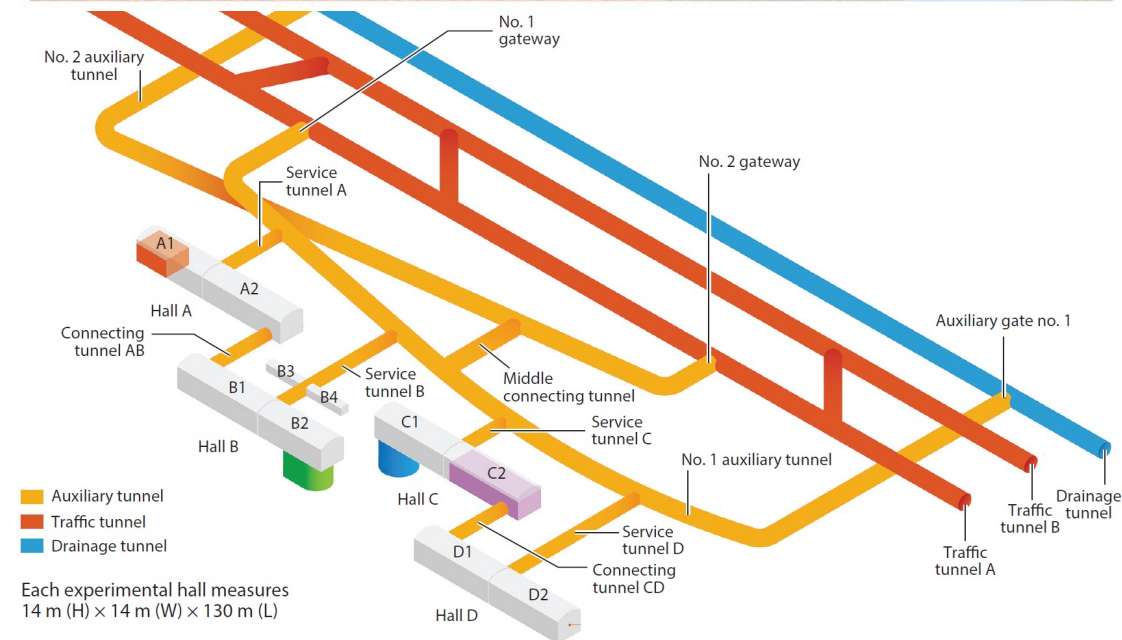 No. 1
gateway
No. 2 auxiliary
tunnel
No. 2 gateway
Service
tunnel A
A1
A2
Hall A
Auxiliary gate no. 1
Connecting
tunnel AB
B3
B1
Service
tunnel B
B4
Middle
connecting tunnel
B2
C1
Service
tunnel C
Hall B
No. 1 auxiliary tunnel
C2
Hall C
Auxiliary tunnel
Traffic tunnel
Drainage tunnel
Drainage
tunnel
Traffic
tunnel B
Traffic
tunnel A
Service
tunnel D
D1
Connecting
tunnel CD
D2
Hall D
Each experimental hall measures
14 m (H) × 14 m (W) × 130 m (L)